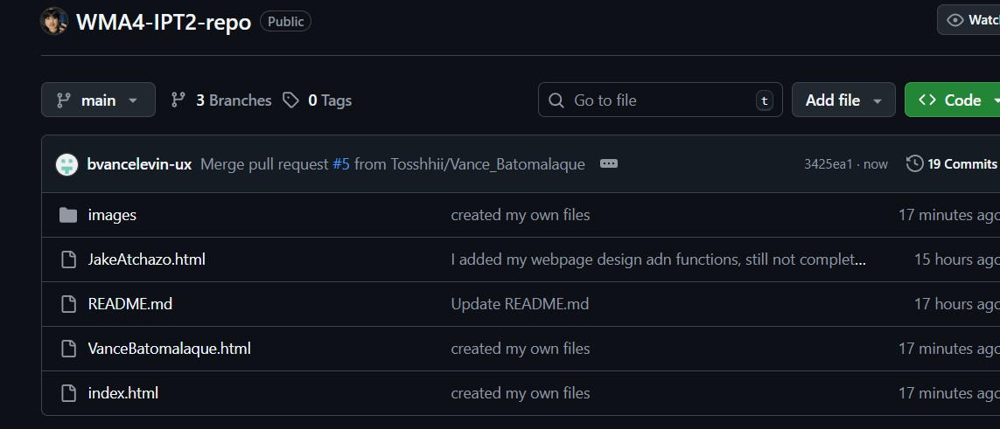 WMA4-IPT2-repo Public
Watc
main 3 Branches 0 Tags Go to file t Add file Code
bvancelevin-ux Merge pull request #5 from Tosshhii/Vance_Batomalaque 3425ea1 · now 19 Commits
images created my own files 17 minutes ago
JakeAtchazo.html I added my webpage design adn functions, still not complet... 15 hours ago
README.md Update README.md 17 hours ago
VanceBatomalaque.html created my own files 17 minutes ago
index.html created my own files 17 minutes ago